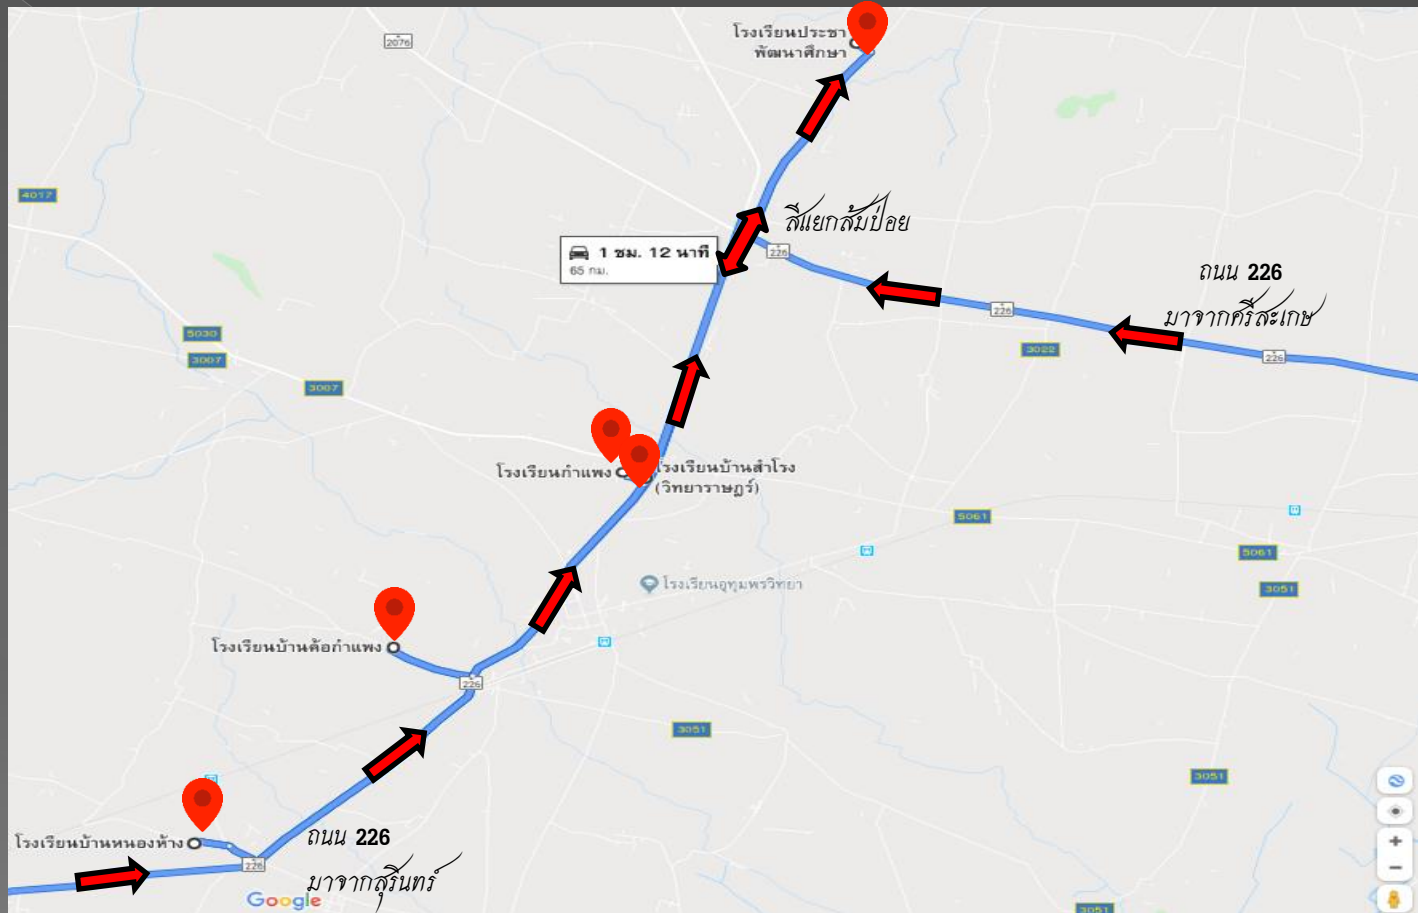 โรงเรียนประชา
พัฒนาศึกษา
2076
4017
สี่แยกส้มป่อย
1 ชม. 12 นาที
65 กม.
226
ถนน 226
มาจากศรีสะเกษ
226
5030
3007
3022
226
3007
โรงเรียนกำแพง
โรงเรียนบ้านสำโรง
(วิทยาราษฎร์)
5061
5061
โรงเรียนอุทุมพรวิทยา
3051
โรงเรียนบ้านค้อกำแพง
226
3051
3051
โรงเรียนบ้านหนองห้าง
226
ถนน 226
มาจากสุรินทร์
Google
3051